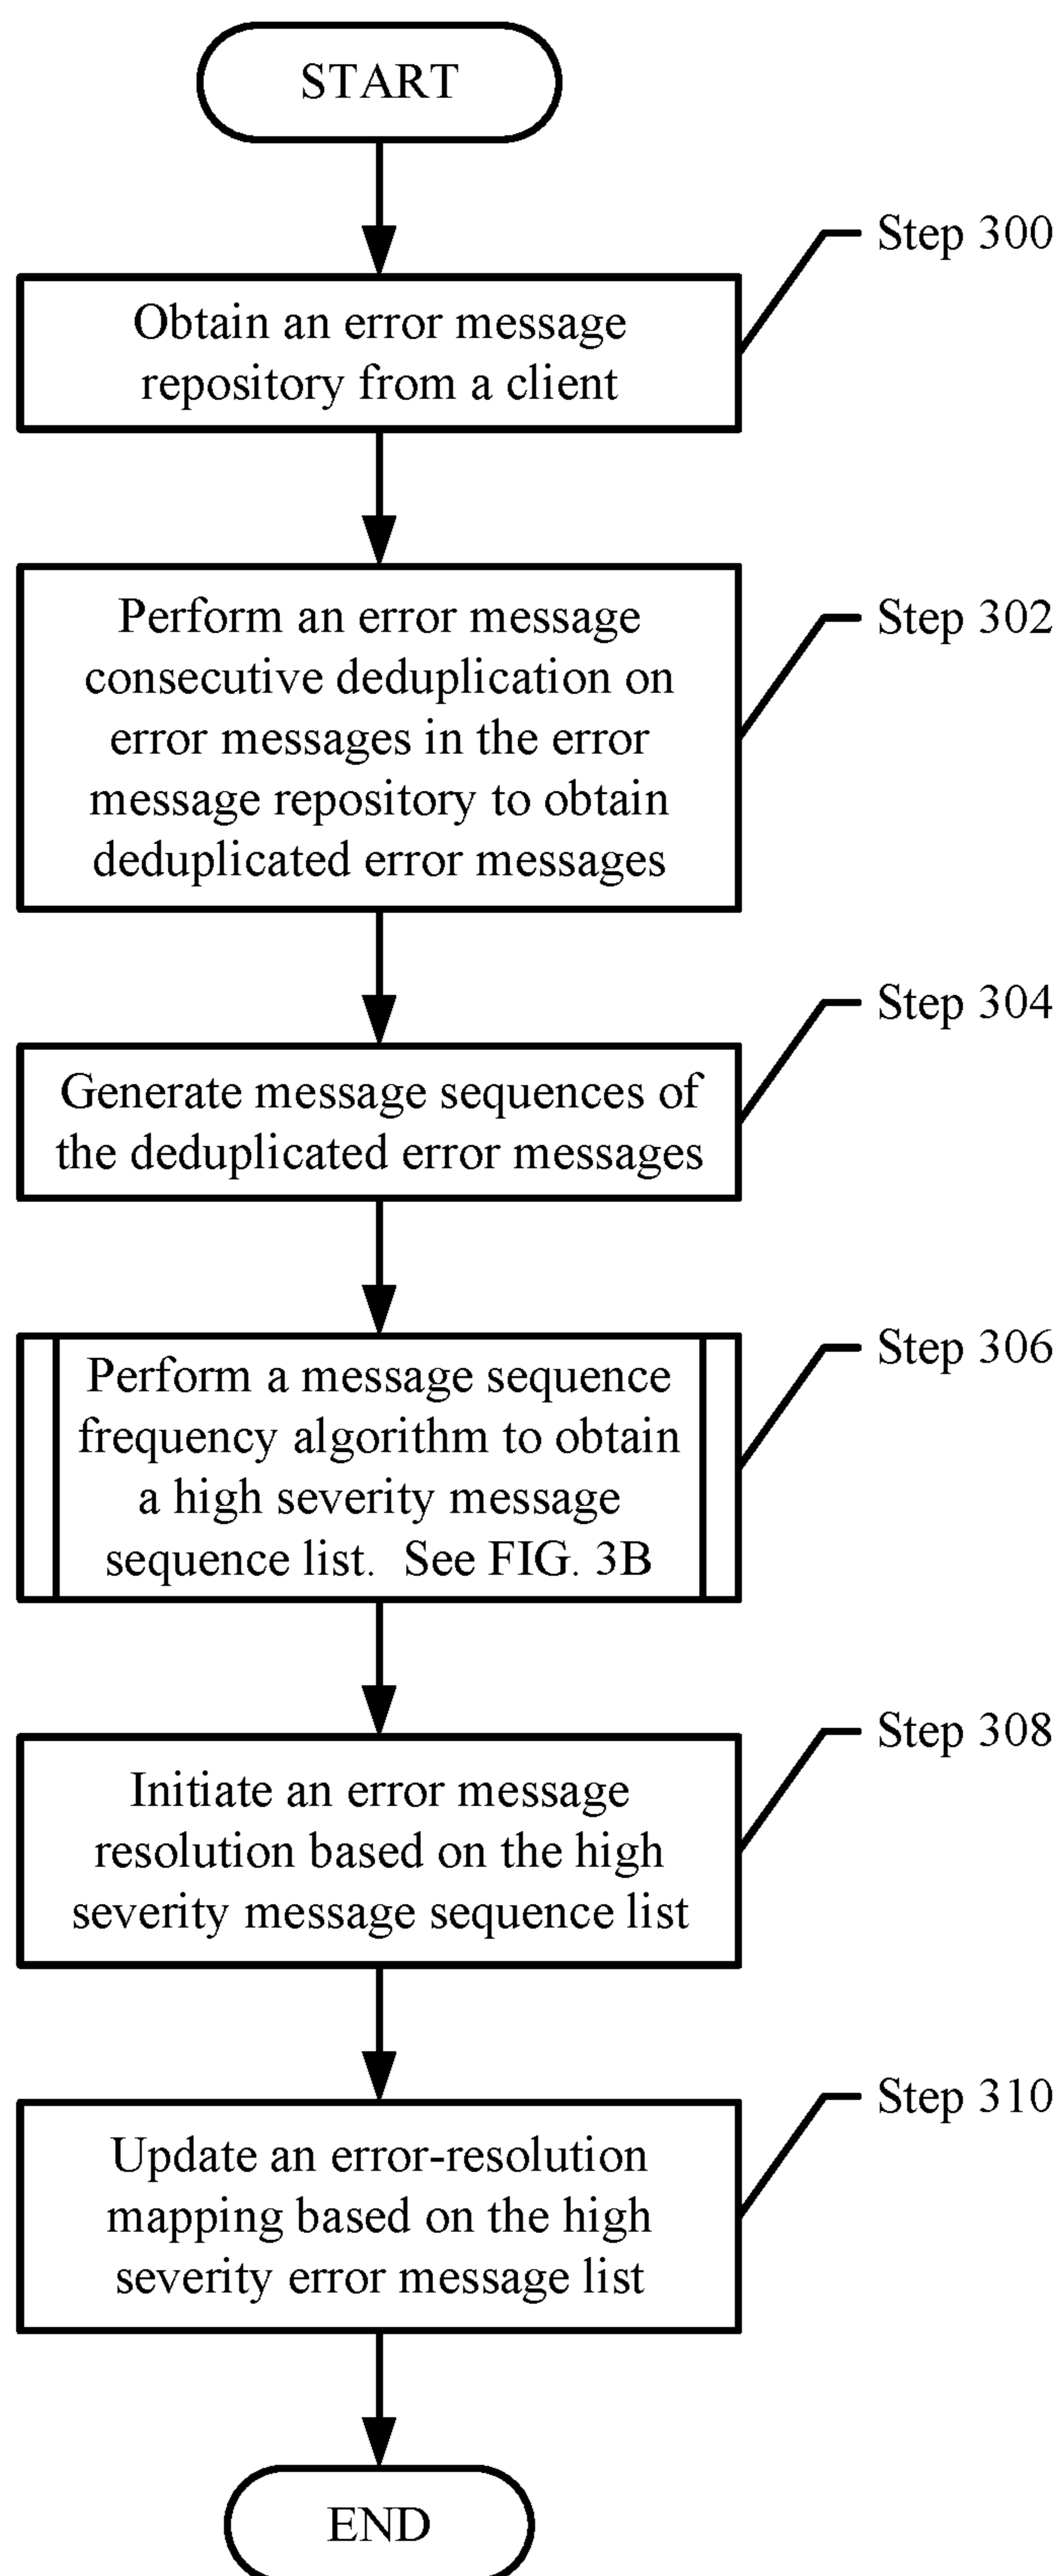 START
Step 300
Obtain an error message
repository from a client
Step 302
Perform an error message
consecutive deduplication on
error messages in the error
message repository to obtain
deduplicated error messages
Step 304
Generate message sequences of
the deduplicated error messages
Step 306
Perform a message sequence
frequency algorithm to obtain
a high severity message
sequence list. See FIG. 3B
Step 308
Initiate an error message
resolution based on the high
severity message sequence list
Step 310
Update an error-resolution
mapping based on the high
severity error message list
END